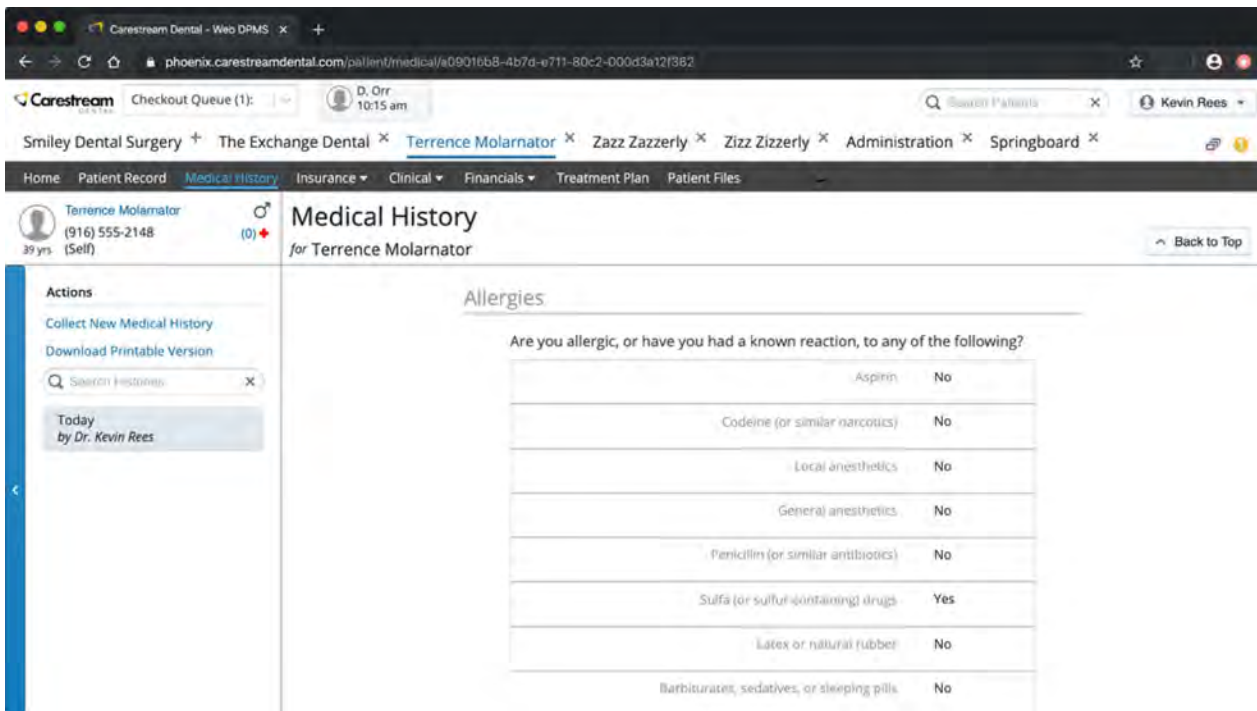 Carestream Dental - Web DPMS × +
phoenix.carestreamdental.com/patient/medical/a09016b8-4b7d-e711-80c2-000d3a12f362
Carestream
DENTAL
Checkout Queue (1):
D. Orr
10:15 am
Search Patients ×
Kevin Rees
Smiley Dental Surgery + The Exchange Dental × Terrence Molarnator × Zazz Zazzerly × Zizz Zizzerly × Administration × Springboard ×
Home Patient Record Medical History Insurance Clinical Financials Treatment Plan Patient Files
Terrence Molarnator
(916) 555-2148 (0)
39 yrs (Self)
Medical History
for Terrence Molarnator
Back to Top
Actions
Collect New Medical History
Download Printable Version
Search Histories ×
Today
by Dr. Kevin Rees
Allergies
Are you allergic, or have you had a known reaction, to any of the following?
Aspirin No
Codeine (or similar narcotics) No
Local anesthetics No
General anesthetics No
Penicillin (or similar antibiotics) No
Sulfa (or sulfur-containing) drugs Yes
Latex or natural rubber No
Barbiturates, sedatives, or sleeping pills No